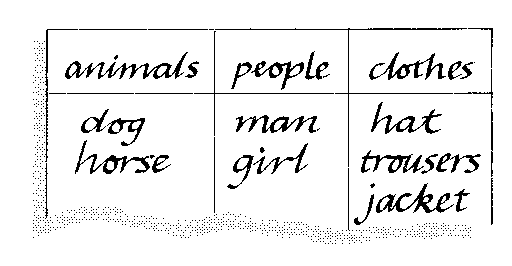 animals people clothes
dog man hat
horse girl trousers
jacket